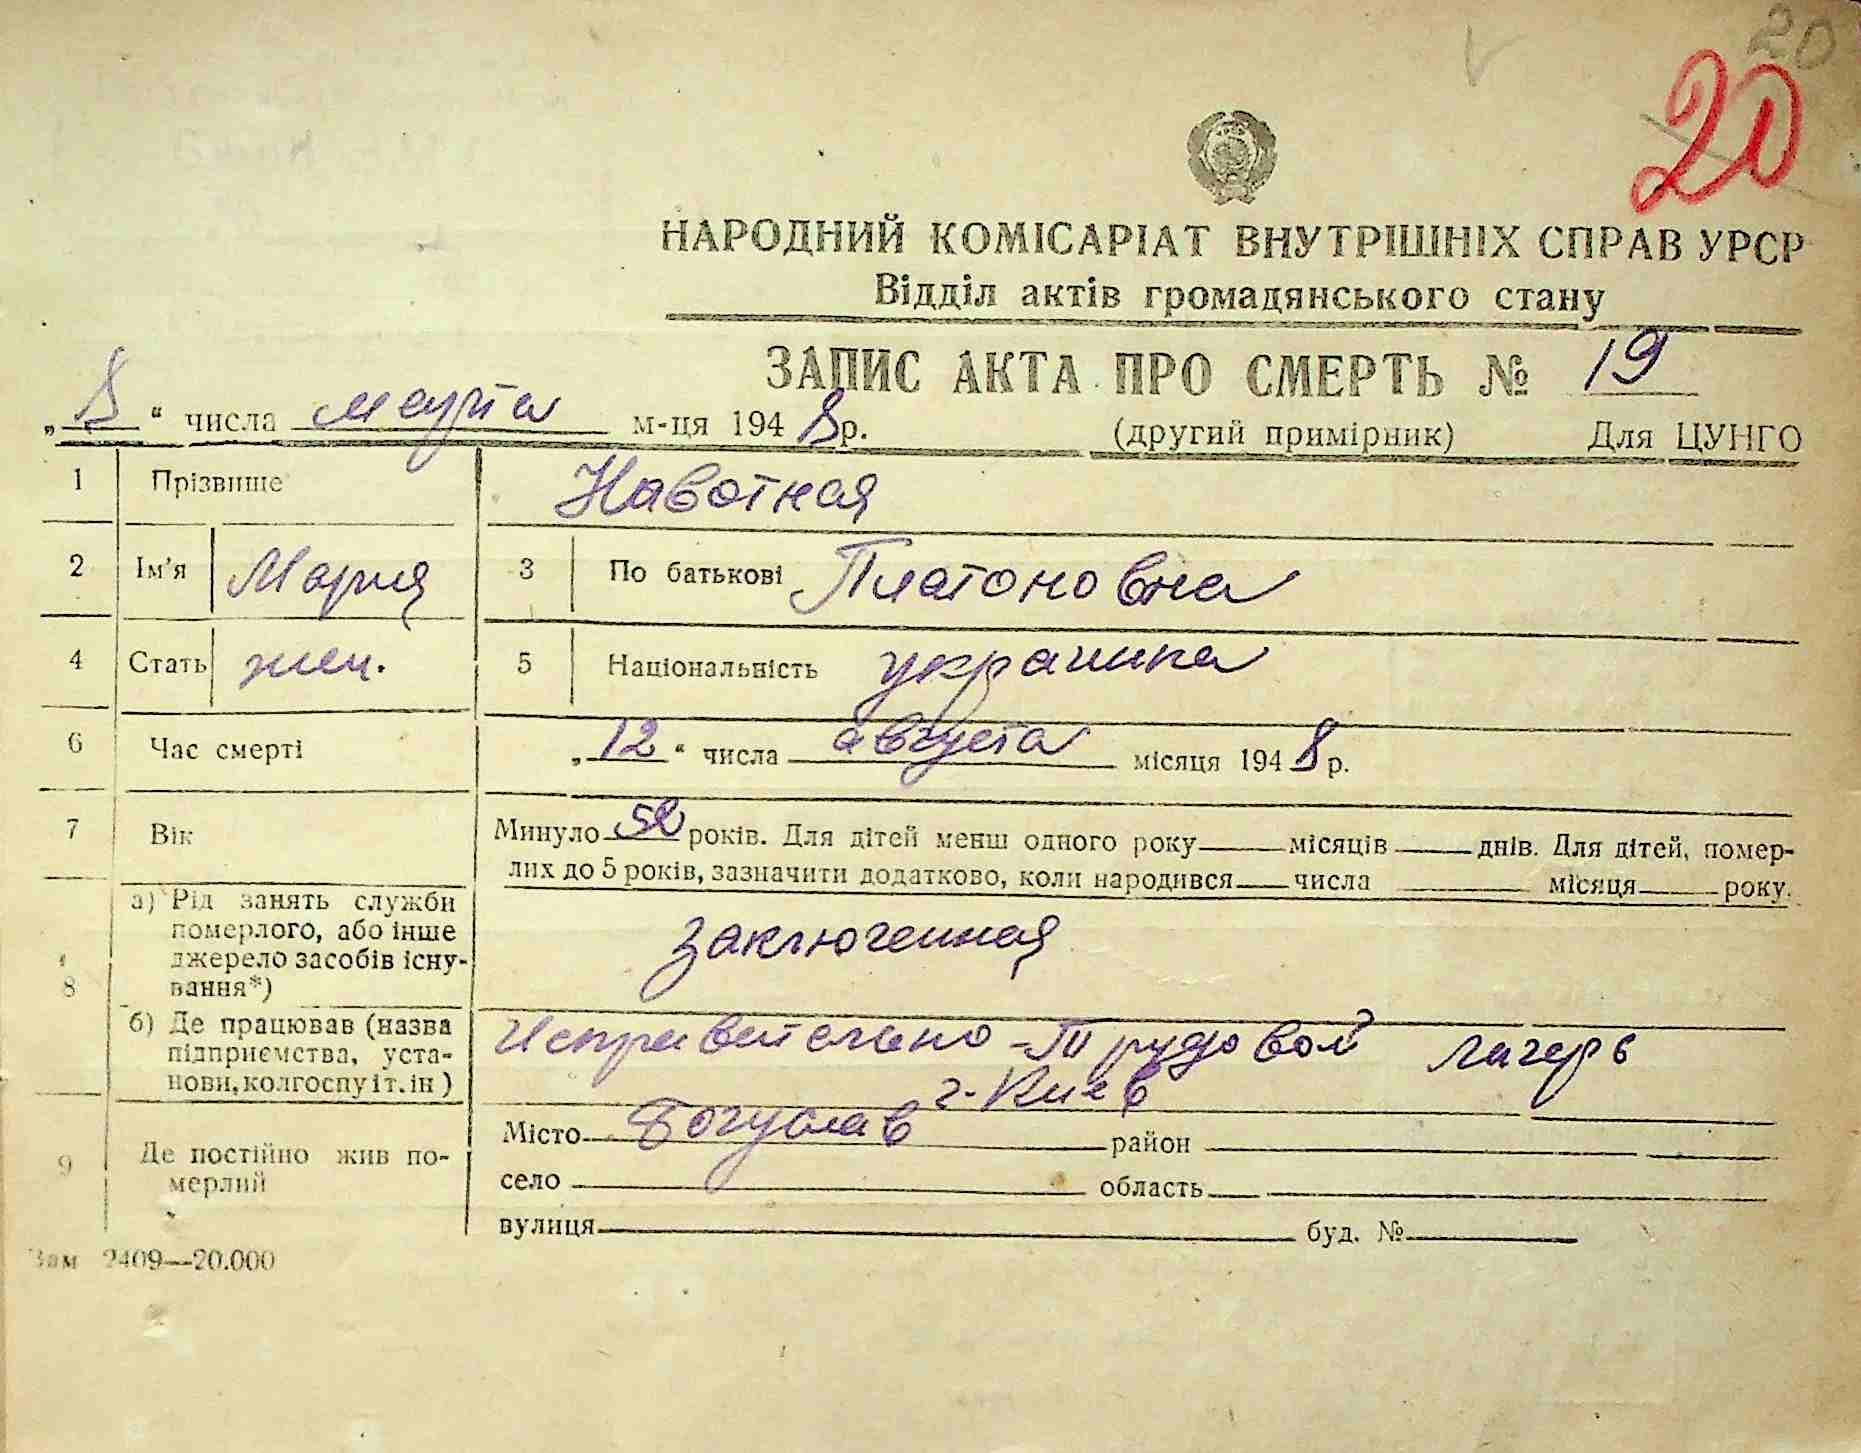 20
20
НАРОДНИЙ КОМІСАРІАТ ВНУТРІШНІХ СПРАВ УРСР
Відділ актів громадянського стану
ЗАПИС АКТА ПРО СМЕРТЬ № 19
„8“ числа марта м-ця 1948р. (другий примірник) Для ЦУНГО
1 Прізвище Навотная
2 Ім’я Мария 3 По батькові Платоновна
4 Стать жен. 5 Національність украинка
6 Час смерті „12“ числа августа місяця 1948р.
7 Вік Минуло 52 років. Для дітей менш одного року місяців днів. Для дітей, помер-
лих до 5 років, зазначити додатково, коли народився числа місяця року.
8 а) Рід занять служби
померлого, або інше
джерело засобів існу-
вання*)
заключенная
б) Де працював (назва
підприємства, уста-
нови, колгоспу і т. ін)
Исправительно-Трудовой лагерь
г. Киев
9 Де постійно жив по-
мерлий
Місто Богуслав район
село область
вулиця буд. №
Зам 2409—20.000